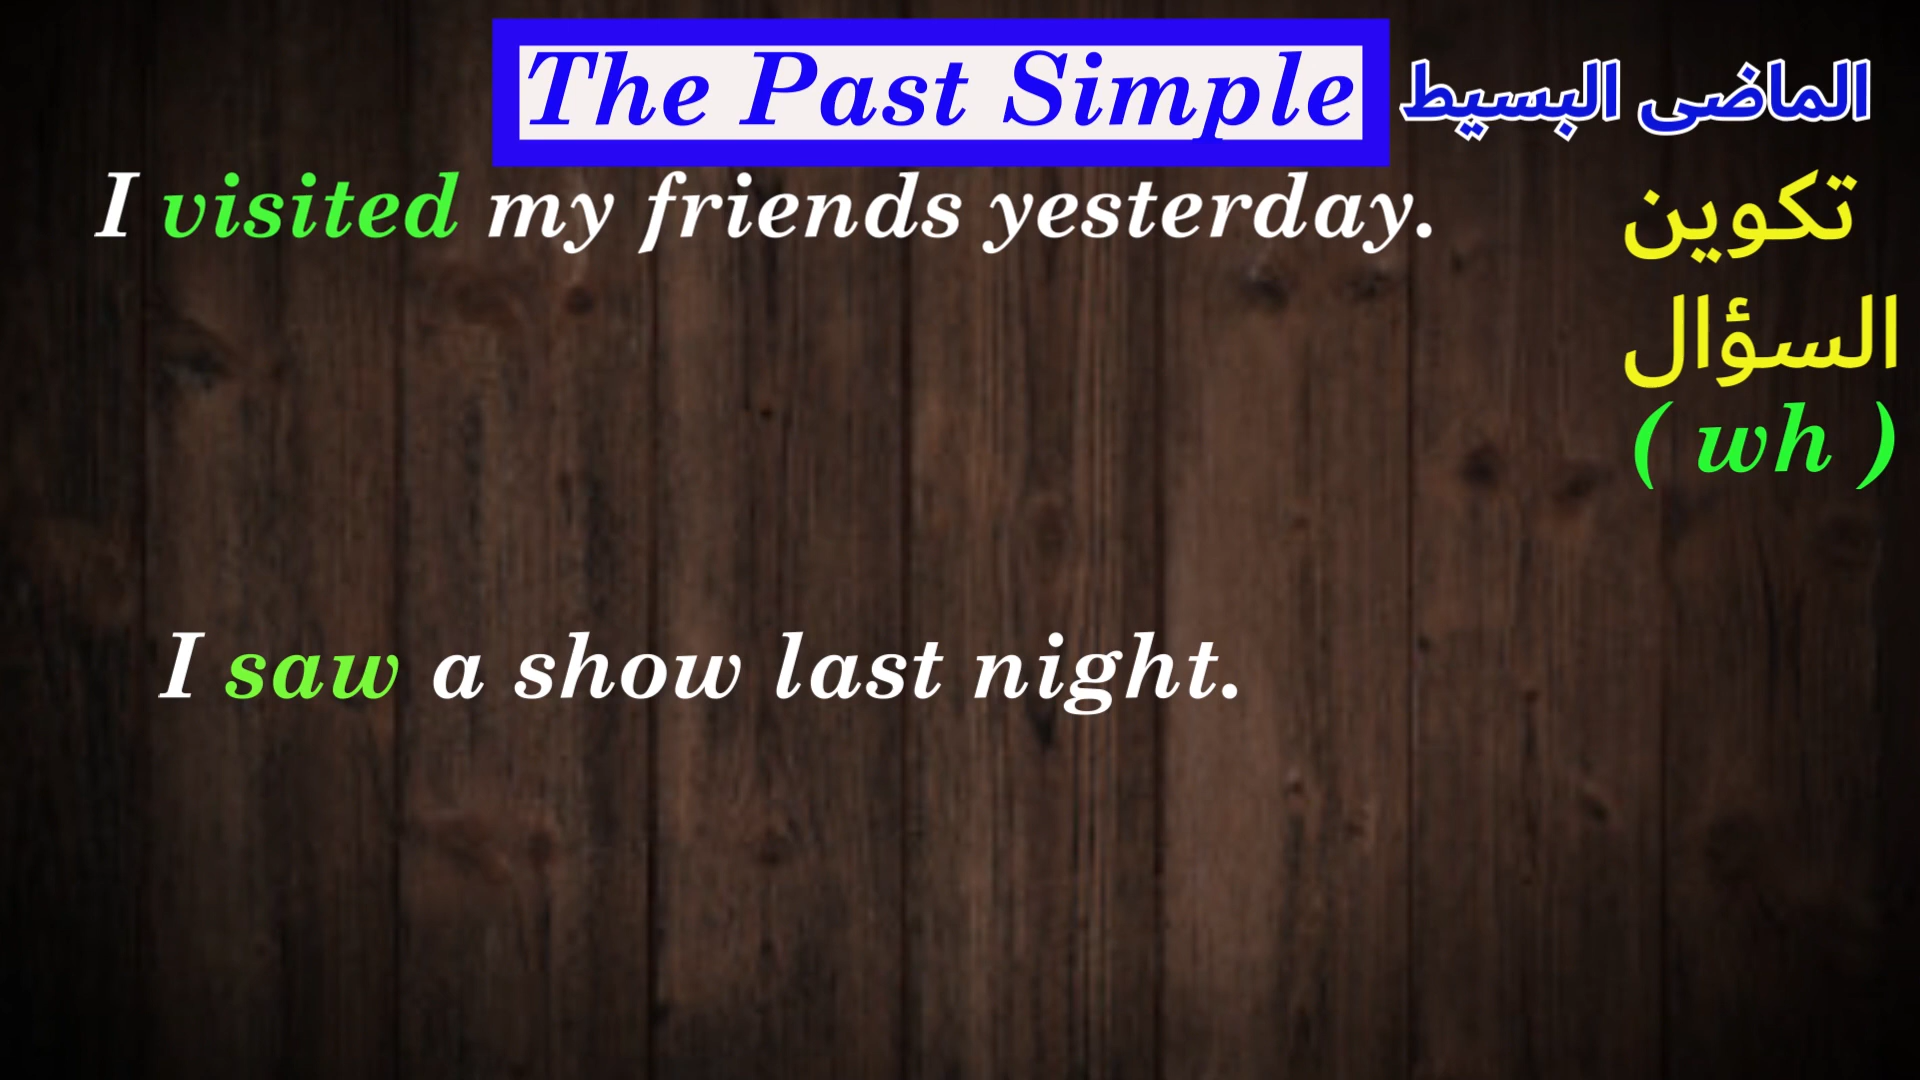 The Past Simple
الماضى البسيط
I visited my friends yesterday.
تكوين
السؤال
( wh )
I saw a show last night.